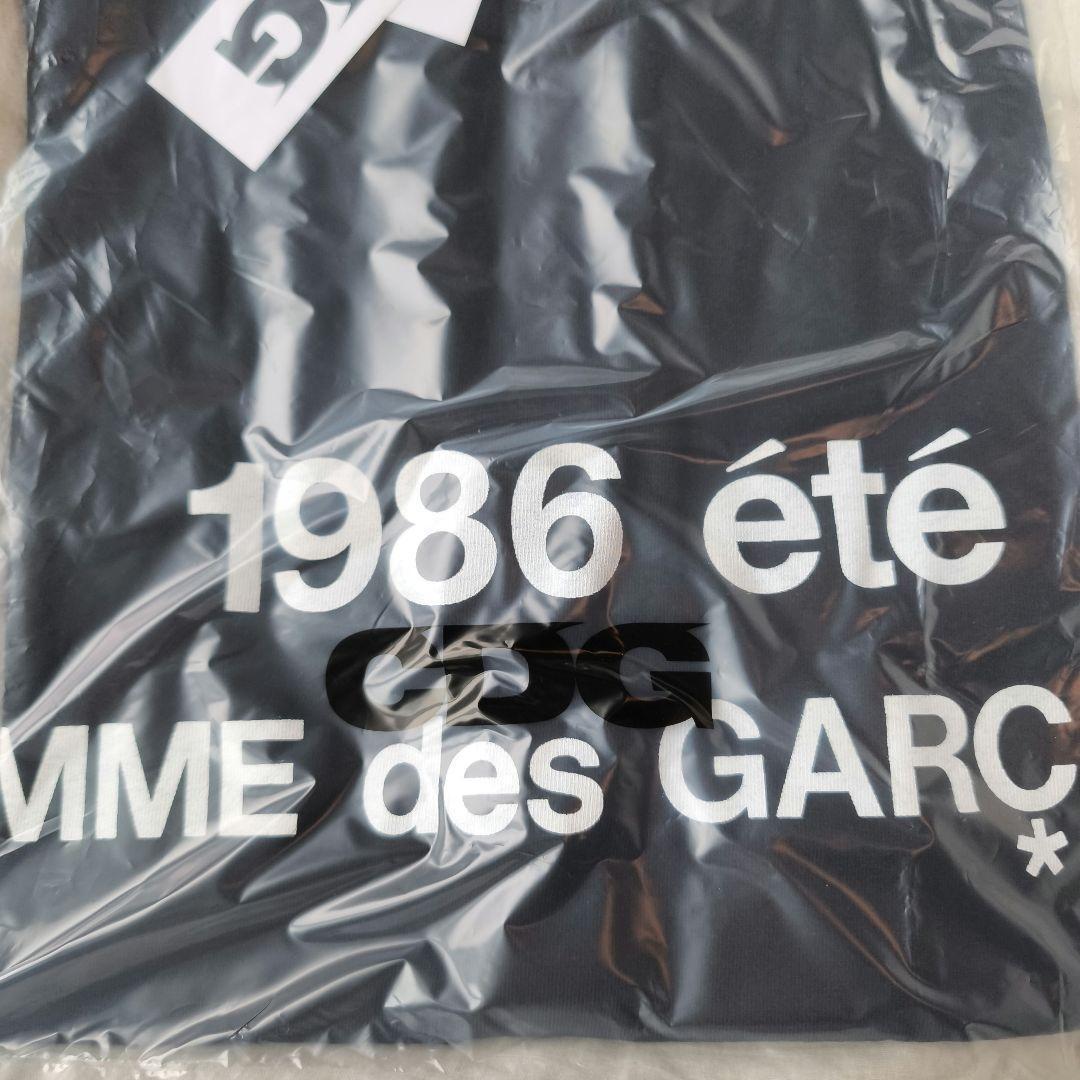 G
1986 été
CDG
MME des GARÇ
*